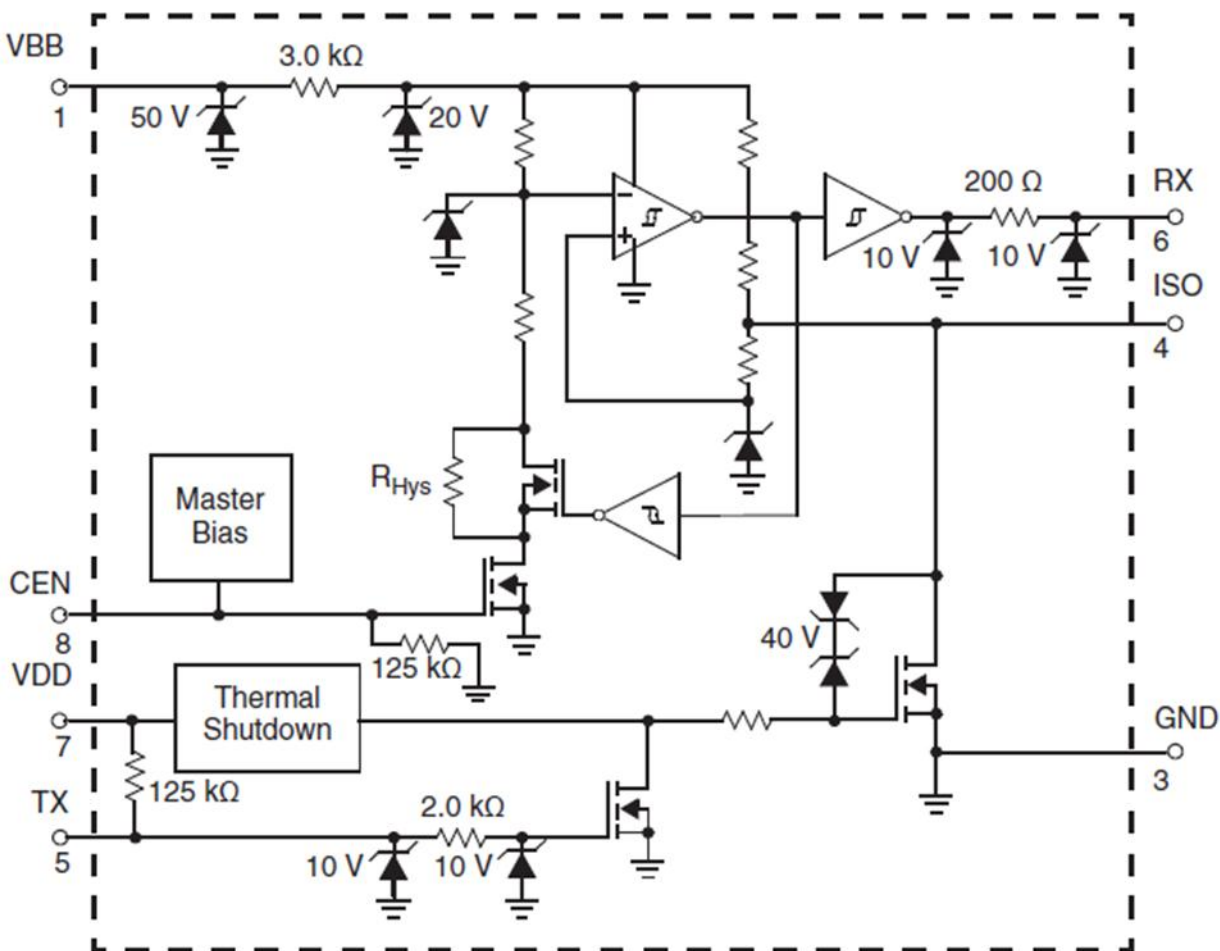 VBB
1
3.0 kΩ
50 V
20 V
200 Ω
RX
6
10 V
10 V
ISO
4
RHys
Master
Bias
CEN
8
125 kΩ
VDD
7
Thermal
Shutdown
40 V
GND
3
125 kΩ
TX
5
2.0 kΩ
10 V
10 V